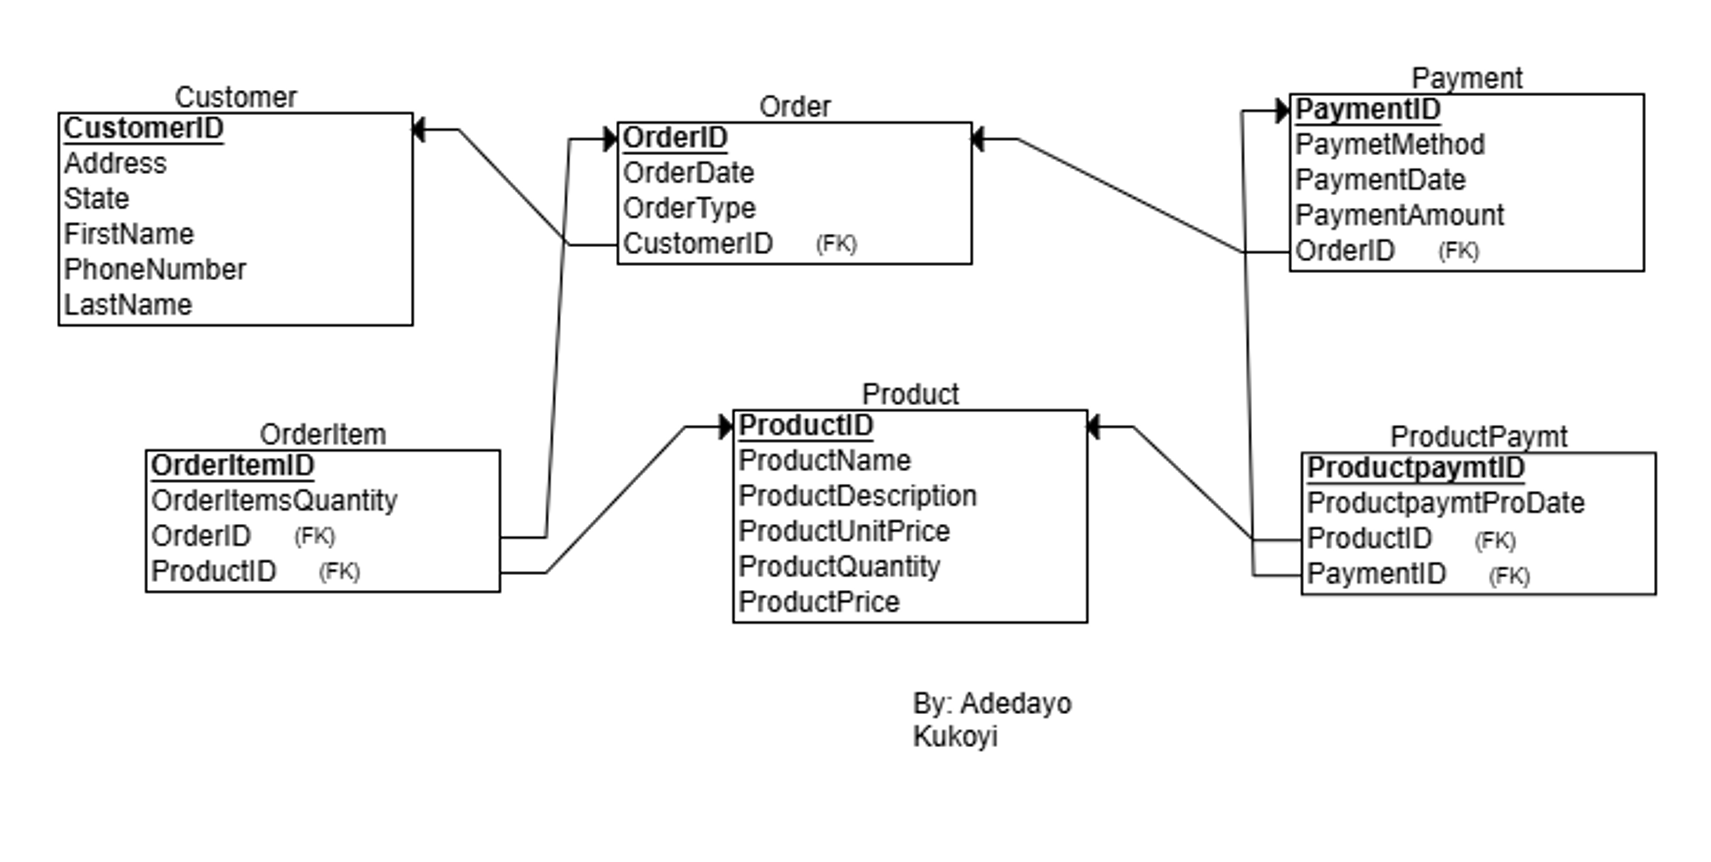 Customer
CustomerID
Address
State
FirstName
PhoneNumber
LastName
Order
OrderID
OrderDate
OrderType
CustomerID (FK)
Payment
PaymentID
PaymetMethod
PaymentDate
PaymentAmount
OrderID (FK)
OrderItem
OrderItemID
OrderItemsQuantity
OrderID (FK)
ProductID (FK)
Product
ProductID
ProductName
ProductDescription
ProductUnitPrice
ProductQuantity
ProductPrice
ProductPaymt
ProductpaymtID
ProductpaymtProDate
ProductID (FK)
PaymentID (FK)
By: Adedayo
Kukoyi